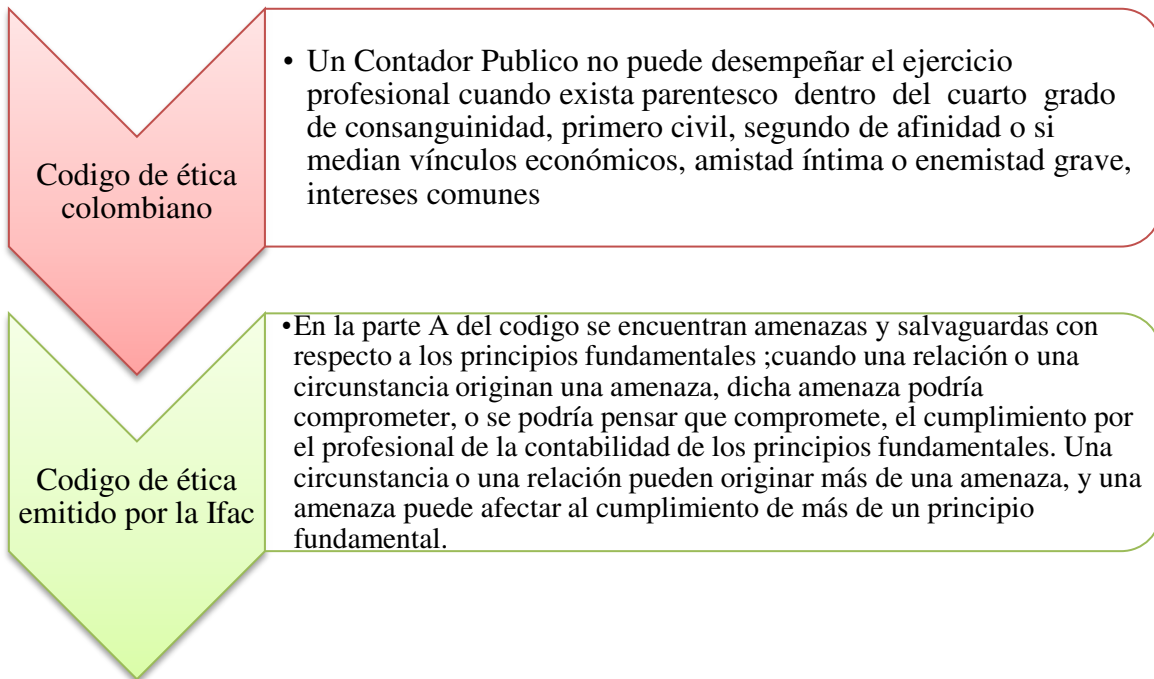 Codigo de ética
colombiano
• Un Contador Publico no puede desempeñar el ejercicio
profesional cuando exista parentesco dentro del cuarto grado
de consanguinidad, primero civil, segundo de afinidad o si
median vínculos económicos, amistad íntima o enemistad grave,
intereses comunes
Codigo de ética
emitido por la Ifac
•En la parte A del codigo se encuentran amenazas y salvaguardas con
respecto a los principios fundamentales ;cuando una relación o una
circunstancia originan una amenaza, dicha amenaza podría
comprometer, o se podría pensar que compromete, el cumplimiento por
el profesional de la contabilidad de los principios fundamentales. Una
circunstancia o una relación pueden originar más de una amenaza, y una
amenaza puede afectar al cumplimiento de más de un principio
fundamental.